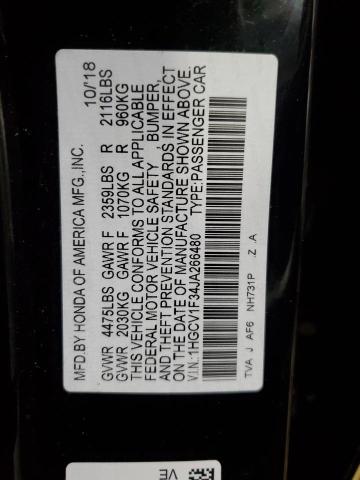 MFD.BY HONDA OF AMERICA MFG.,INC. 10/'18
GVWR 4475LBS GAWR F 2359LBS R 2116LBS
GVWR 2030KG GAWR F 1070KG R 960KG
THIS VEHICLE CONFORMS TO ALL APPLICABLE
FEDERAL MOTOR VEHICLE SAFETY , BUMPER,
AND THEFT PREVENTION STANDARDS IN EFFECT
ON THE DATE OF MANUFACTURE SHOWN ABOVE.
V.I.N.:1HGCV1F34JA266480 TYPE:PASSENGER CAR
TVA J AF6 NH731P .Z .A
VE